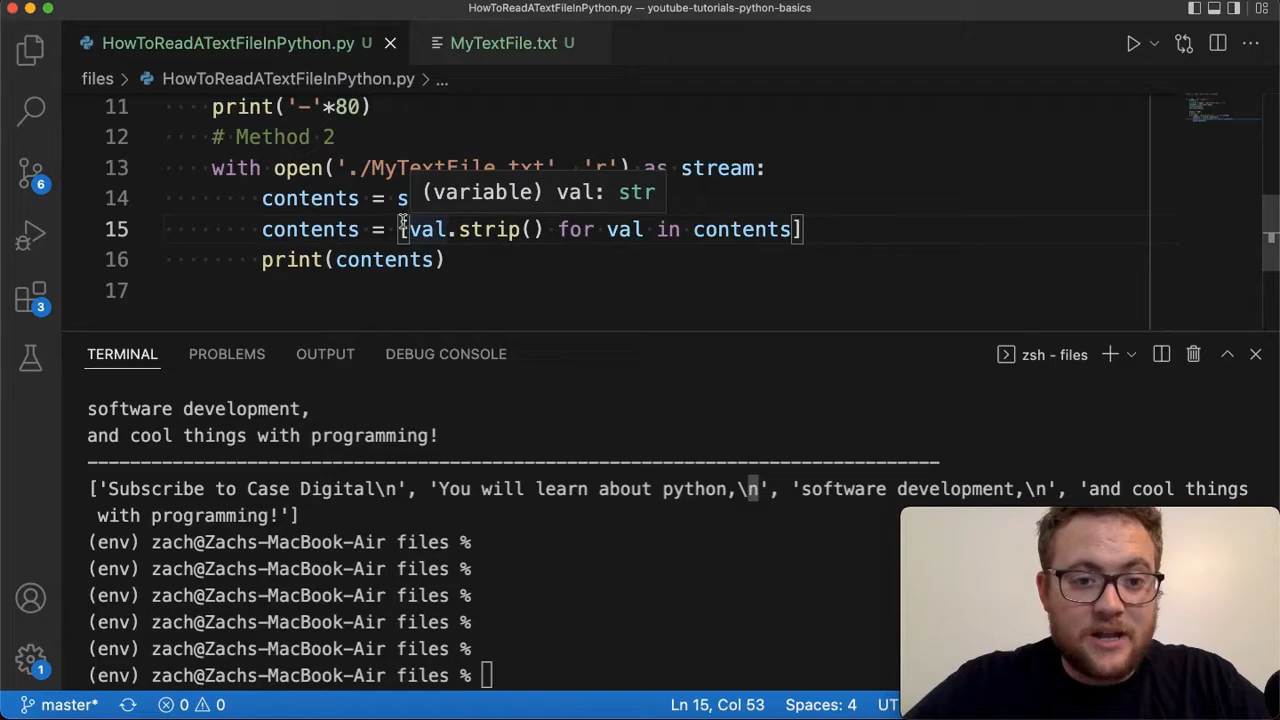 HowToReadATextFileInPython.py — youtube-tutorials-python-basics
HowToReadATextFileInPython.py U
MyTextFile.txt U
files > HowToReadATextFileInPython.py > ...
11 print('-'*80)
12 # Method 2
13 with open('./MyTextFile.txt' 'r') as stream:
(variable) val: str
14 contents = s
15 contents = [val.strip() for val in contents]
16 print(contents)
17
6
3
TERMINAL PROBLEMS OUTPUT DEBUG CONSOLE
zsh - files
software development,
and cool things with programming!
--------------------------------------------------------------------------------
['Subscribe to Case Digital\n', 'You will learn about python,\n', 'software development,\n', 'and cool things
with programming!']
(env) zach@Zachs-MacBook-Air files %
(env) zach@Zachs-MacBook-Air files %
(env) zach@Zachs-MacBook-Air files %
(env) zach@Zachs-MacBook-Air files %
(env) zach@Zachs-MacBook-Air files %
(env) zach@Zachs-MacBook-Air files %
1
master* 0 0 Ln 15, Col 53 Spaces: 4